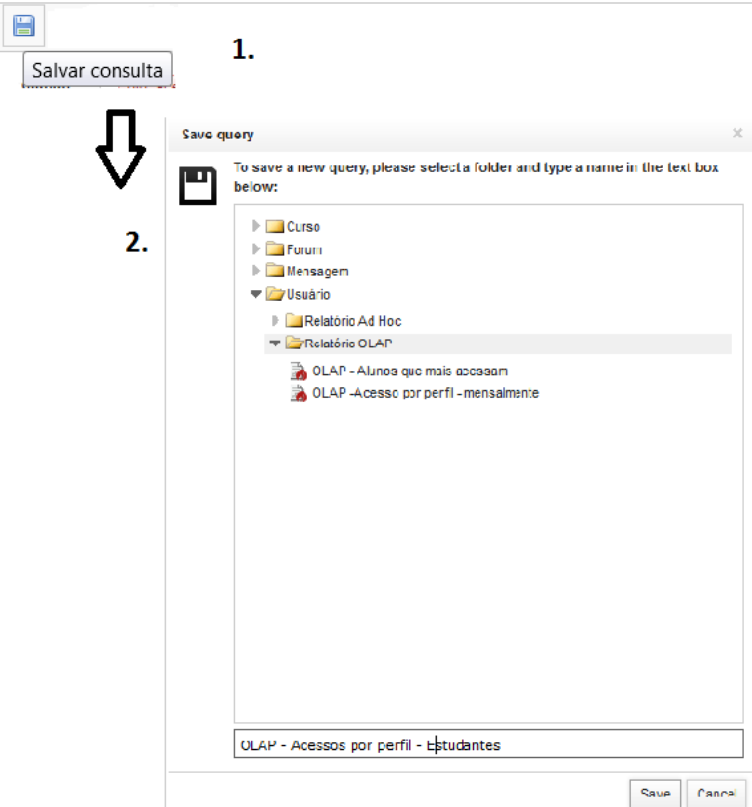 1.
Salvar consulta
2.
Save query
To save a new query, please select a folder and type a name in the text box
below:
Curso
Forum
Mensagem
Usuário
Relatório Ad Hoc
Relatório OLAP
OLAP - Alunos que mais acessam
OLAP -Acesso por perfil - mensalmente
OLAP - Acessos por perfil - Estudantes
Save
Cancel